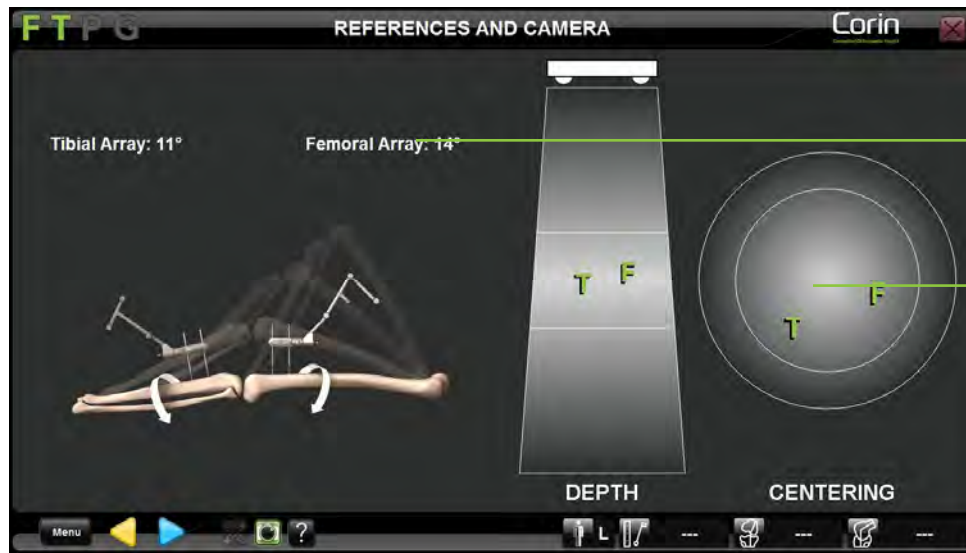 F T P G
REFERENCES AND CAMERA
Corin
Tibial Array: 11°
Femoral Array: 14°
T F
T F
DEPTH
CENTERING
Menu
?
L
---
---
---